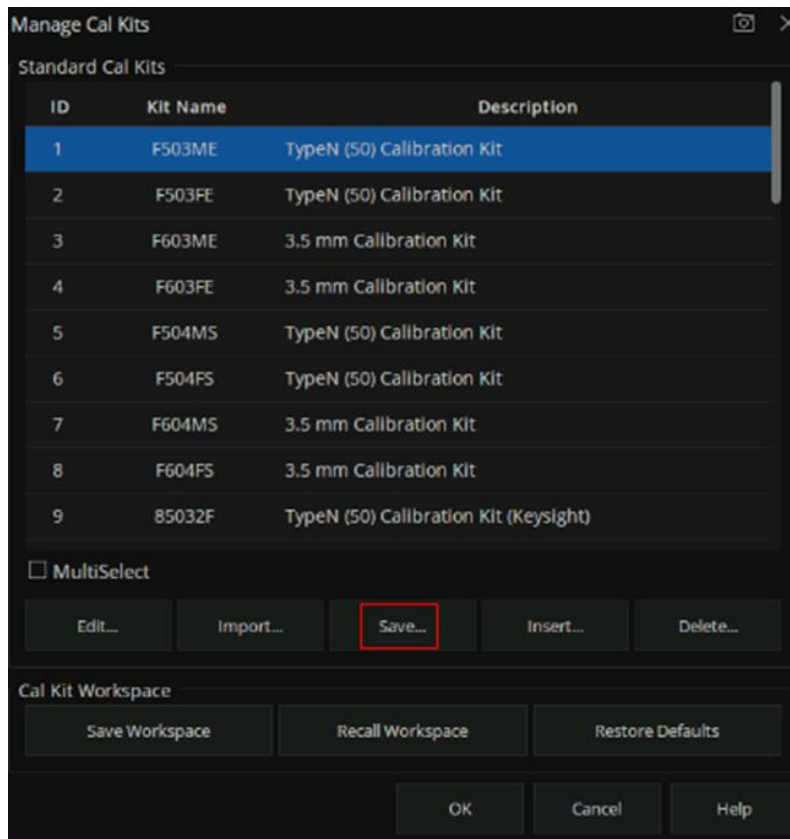 Manage Cal Kits
Standard Cal Kits
ID Kit Name Description
1 F503ME TypeN (50) Calibration Kit
2 F503FE TypeN (50) Calibration Kit
3 F603ME 3.5 mm Calibration Kit
4 F603FE 3.5 mm Calibration Kit
5 F504MS TypeN (50) Calibration Kit
6 F504FS TypeN (50) Calibration Kit
7 F604MS 3.5 mm Calibration Kit
8 F604FS 3.5 mm Calibration Kit
9 85032F TypeN (50) Calibration Kit (Keysight)
MultiSelect
Edit... Import... Save... Insert... Delete...
Cal Kit Workspace
Save Workspace Recall Workspace Restore Defaults
OK Cancel Help